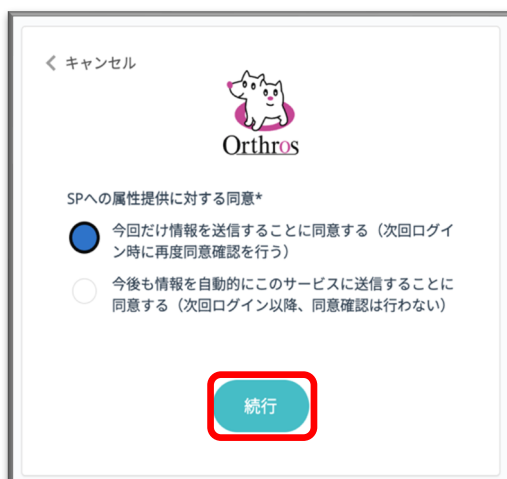 キャンセル
Orthros
SPへの属性提供に対する同意*
今回だけ情報を送信することに同意する（次回ログイ
ン時に再度同意確認を行う）
今後も情報を自動的にこのサービスに送信することに
同意する（次回ログイン以降、同意確認は行わない）
続行